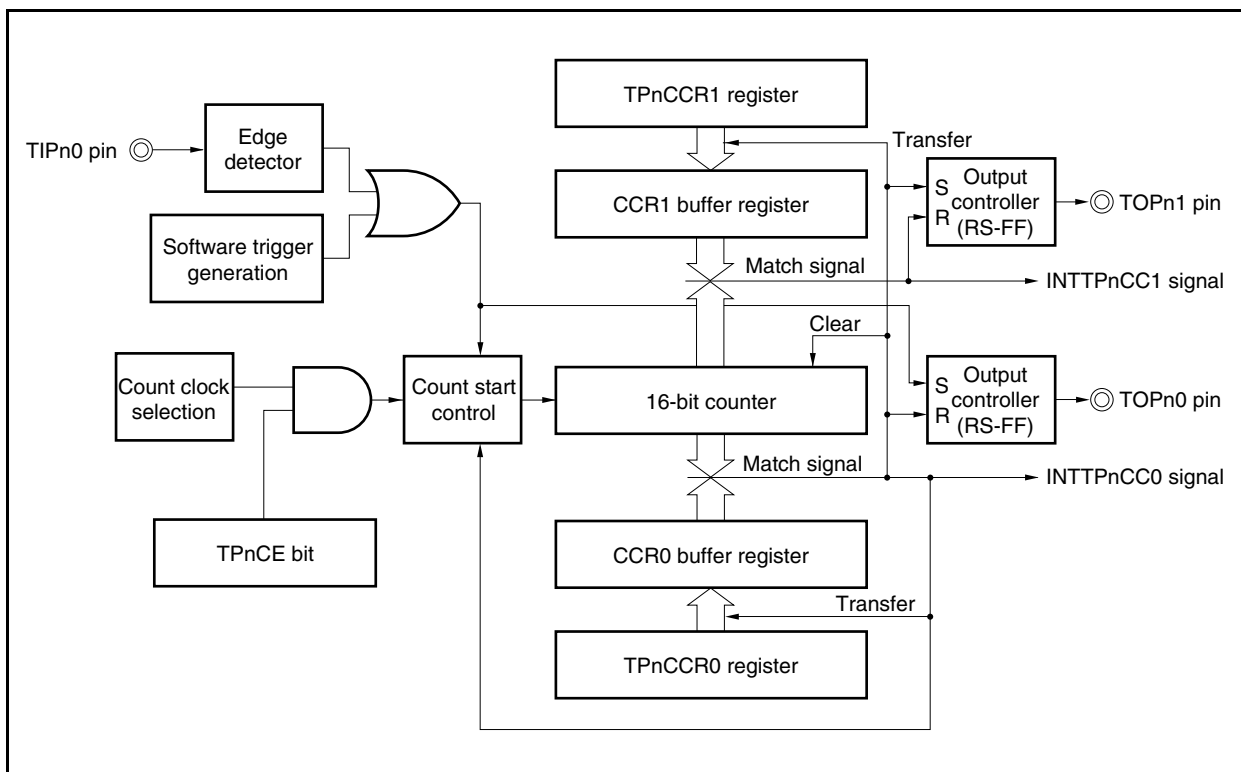 TPnCCR1 register
TIPn0 pin
Edge
detector
Transfer
CCR1 buffer register
S
R
Output
controller
(RS-FF)
TOPn1 pin
Software trigger
generation
Match signal
INTTPnCC1 signal
Clear
Count clock
selection
Count start
control
16-bit counter
S
R
Output
controller
(RS-FF)
TOPn0 pin
Match signal
INTTPnCC0 signal
TPnCE bit
CCR0 buffer register
Transfer
TPnCCR0 register